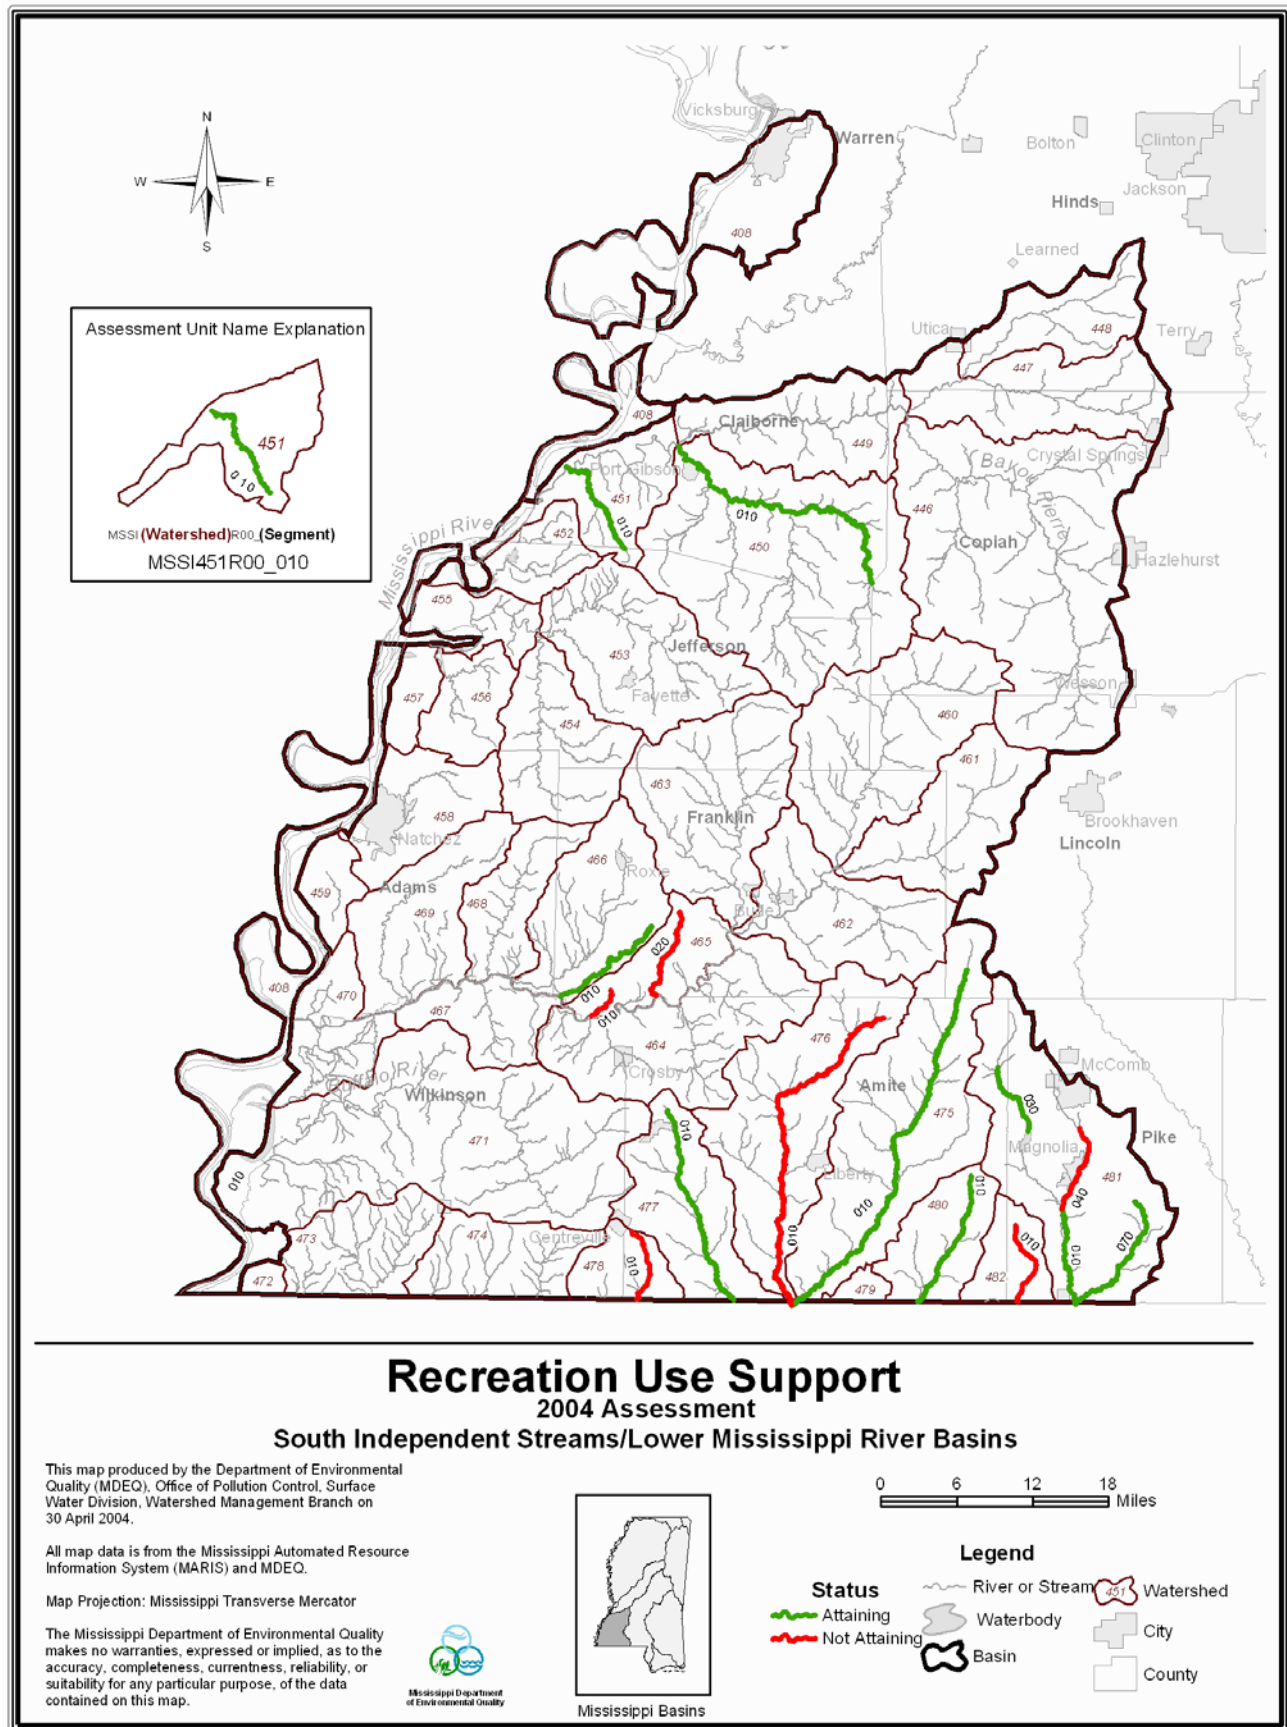 N
W
E
S
Vicksburg
Warren
Bolton
Clinton
Jackson
Hinds
408
Learned
Assessment Unit Name Explanation
451
010
MSSI (Watershed)R00_(Segment)
MSSI451R00_010
Utica
448
Terry
447
408
Claiborne
449
Crystal Springs
Port Gibson
Bayou Pierre
451
010
010
446
Mississippi River
452
450
Copiah
Hazlehurst
455
453
Jefferson
Fayette
Wesson
457
456
454
460
461
463
458
Franklin
Natchez
Brookhaven
Lincoln
466
Roxie
459
Adams
469
468
Bude
462
020
465
408
470
010
467
010
464
476
Crosby
McComb
Buffalo River
Wilkinson
Amite
475
030
471
010
Magnolia
Pike
010
Liberty
481
477
010
480
010
040
473
474
Centreville
010
010
010
070
472
478
010
479
482
Recreation Use Support
2004 Assessment
South Independent Streams/Lower Mississippi River Basins
This map produced by the Department of Environmental
Quality (MDEQ), Office of Pollution Control, Surface
Water Division, Watershed Management Branch on
30 April 2004.
All map data is from the Mississippi Automated Resource
Information System (MARIS) and MDEQ.
Map Projection: Mississippi Transverse Mercator
The Mississippi Department of Environmental Quality
makes no warranties, expressed or implied, as to the
accuracy, completeness, currentness, reliability, or
suitability for any particular purpose, of the data
contained on this map.
Mississippi Department
of Environmental Quality
Mississippi Basins
0 6 12 18
Miles
Legend
Status
Attaining
Not Attaining
River or Stream
Waterbody
Basin
451
Watershed
City
County